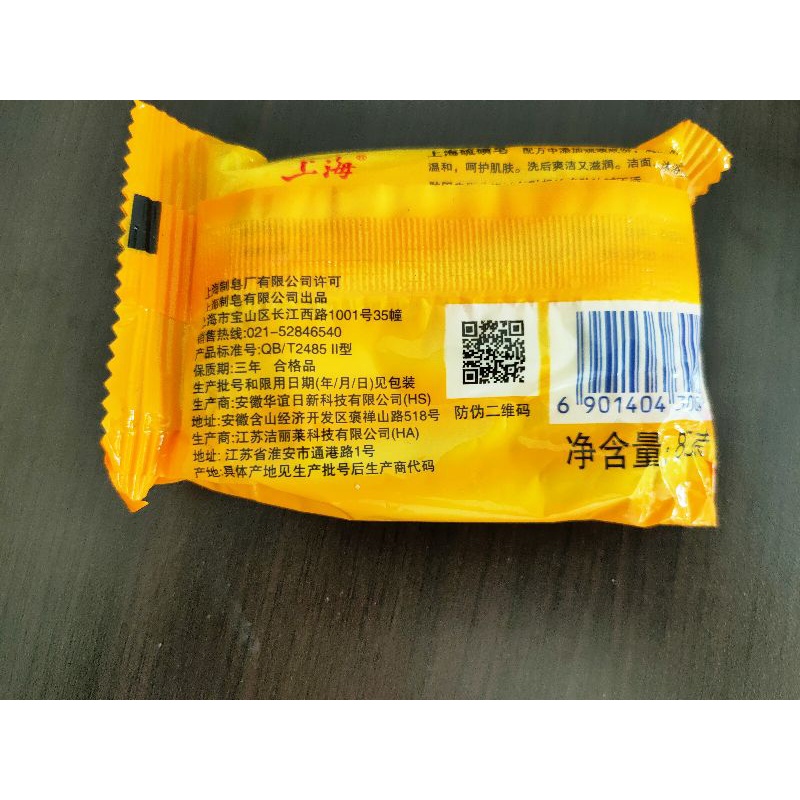 上海®
上海硫磺皂
温和，呵护肌肤。洗后爽洁又滋润。洁面、
上海制皂厂有限公司许可
上海制皂有限公司出品
上海市宝山区长江西路1001号35幢
销售热线:021-52846540
产品标准号:QB/T2485 II型
保质期:三年 合格品
生产批号和限用日期(年/月/日)见包装
生产商:安徽华谊日新科技有限公司(HS)
地址:安徽含山经济开发区褒禅山路518号
生产商:江苏洁丽莱科技有限公司(HA)
地址:江苏省淮安市通港路1号
产地:具体产地见生产批号后生产商代码
防伪二维码
6 901404
净含量: